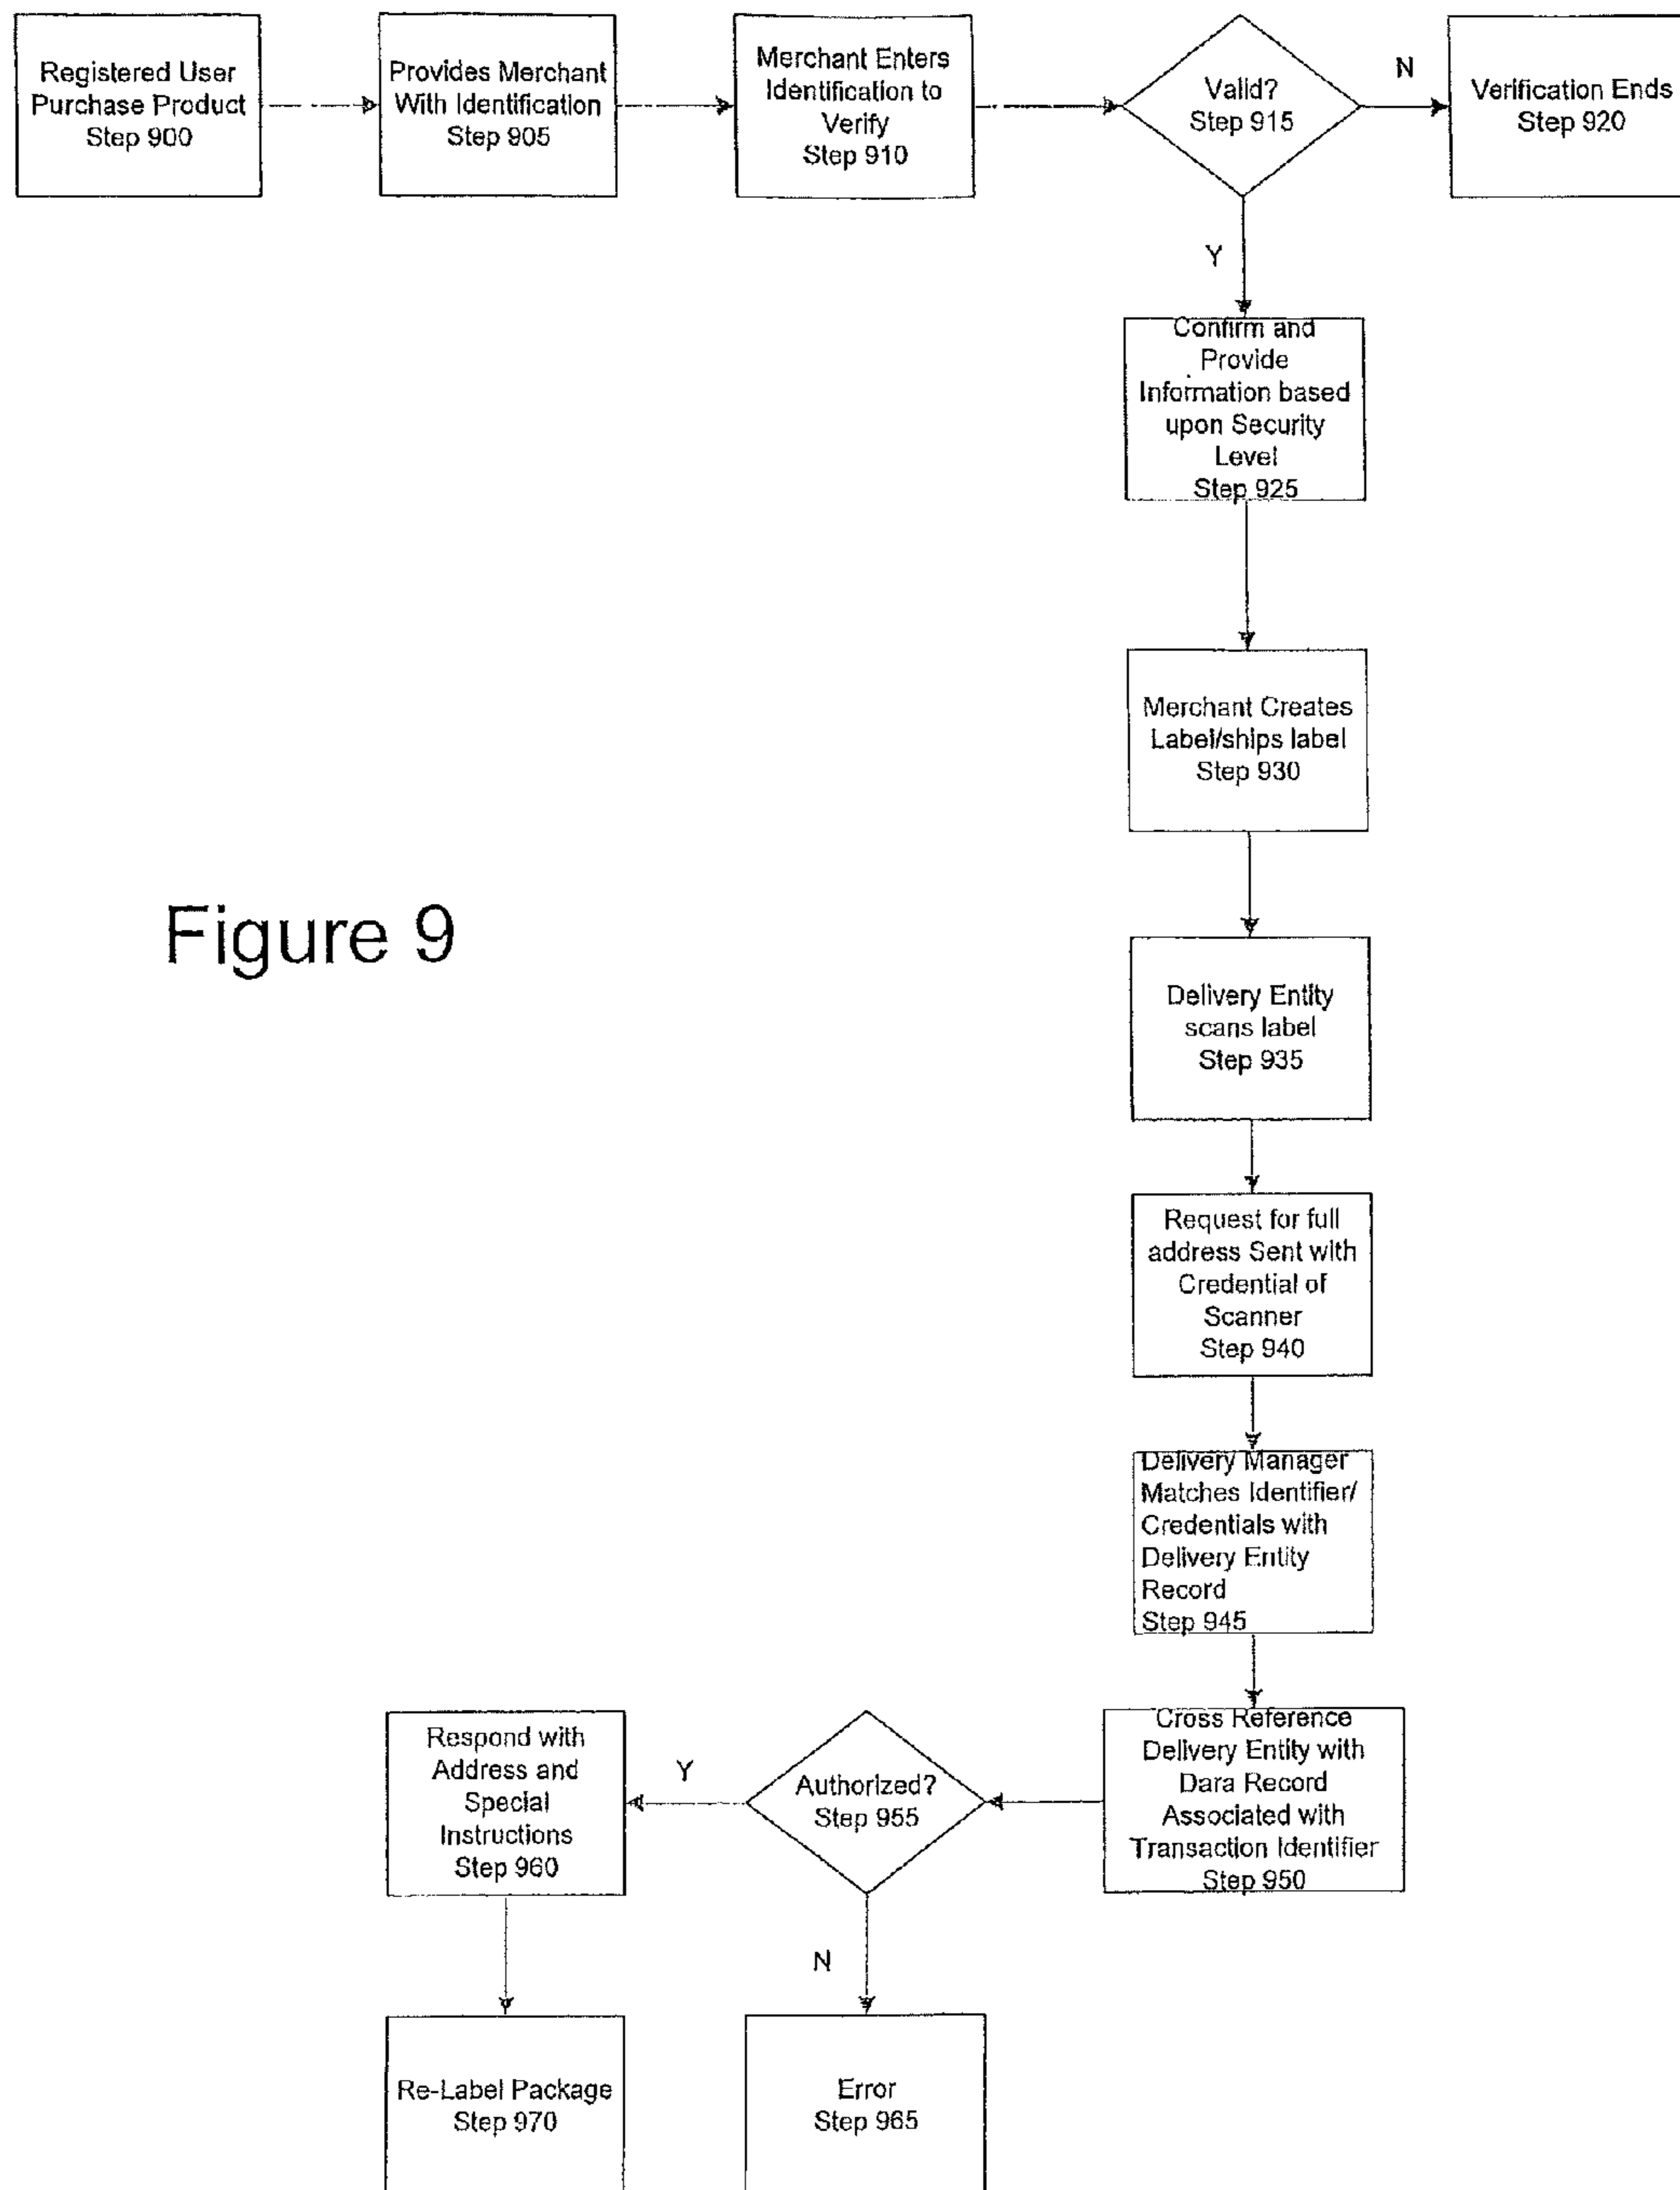 Registered User
Purchase Product
Step 900
Provides Merchant
With Identification
Step 905
Merchant Enters
Identification to
Verify
Step 910
Valid?
Step 915
N
Verification Ends
Step 920
Y
Confirm and
Provide
Information based
upon Security
Level
Step 925
Merchant Creates
Label/ships label
Step 930
Figure 9
Delivery Entity
scans label
Step 935
Request for full
address Sent with
Credential of
Scanner
Step 940
Delivery Manager
Matches Identifier/
Credentials with
Delivery Entity
Record
Step 945
Cross Reference
Delivery Entity with
Dara Record
Associated with
Transaction Identifier
Step 950
Authorized?
Step 955
Y
Respond with
Address and
Special
Instructions
Step 960
N
Re-Label Package
Step 970
Error
Step 965